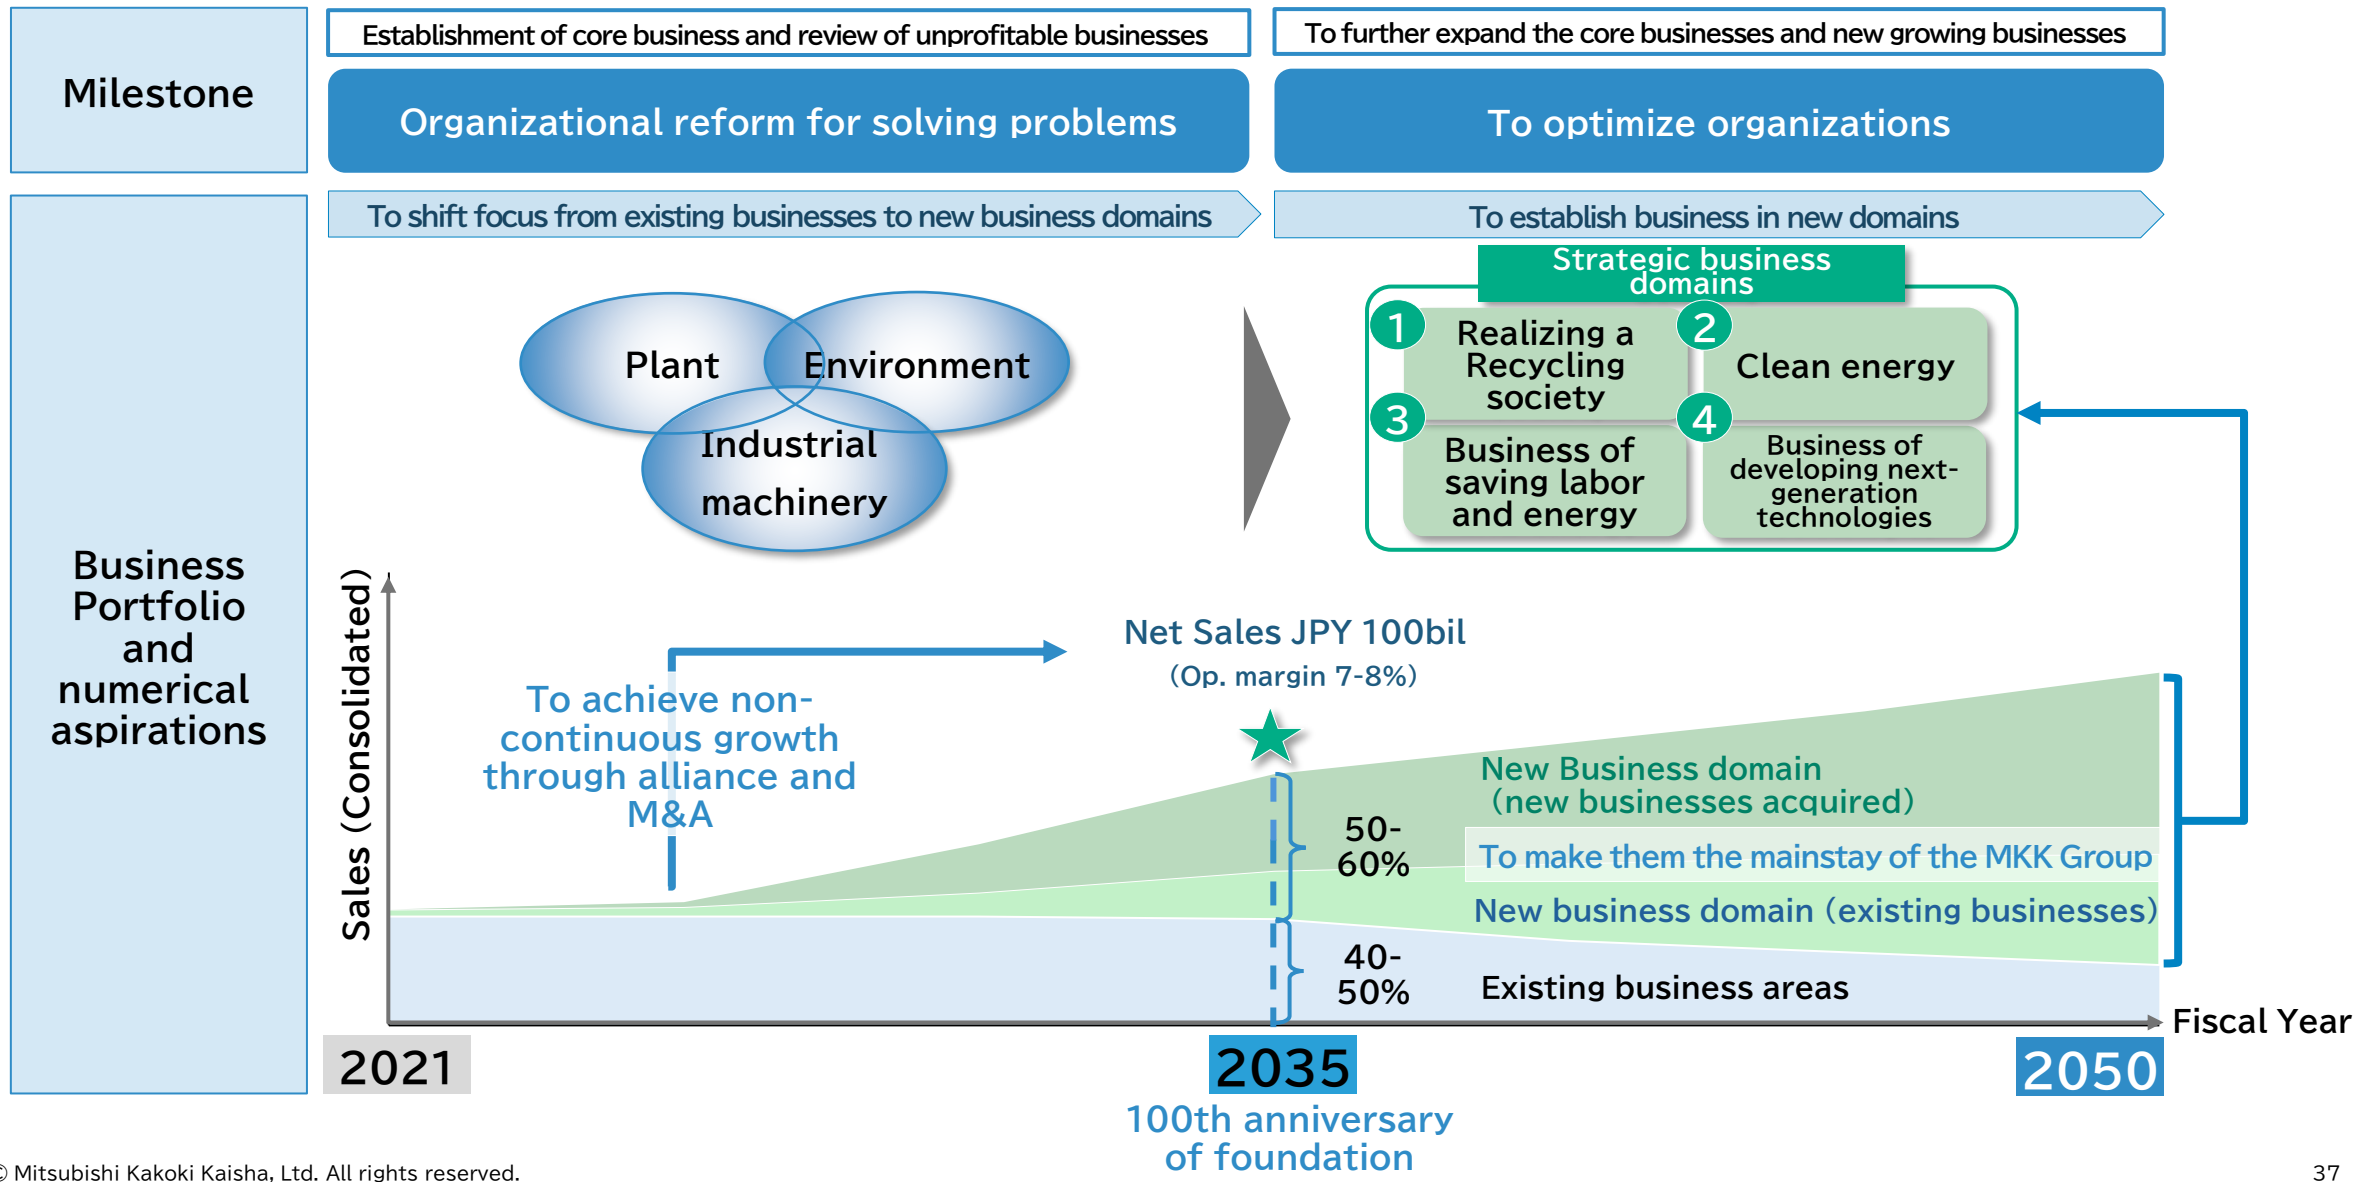 Milestone
Establishment of core business and review of unprofitable businesses
To further expand the core businesses and new growing businesses
Organizational reform for solving problems
To optimize organizations
To shift focus from existing businesses to new business domains
To establish business in new domains
Business
Portfolio
and
numerical
aspirations
Plant
Environment
Industrial
machinery
Strategic business
domains
1
Realizing a
Recycling
society
2
Clean energy
3
Business of
saving labor
and energy
4
Business of
developing next-
generation
technologies
Sales (Consolidated)
To achieve non-
continuous growth
through alliance and
M&A
Net Sales JPY 100bil
(Op. margin 7-8%)
50-
60%
40-
50%
New Business domain
(new businesses acquired)
To make them the mainstay of the MKK Group
New business domain (existing businesses)
Existing business areas
Fiscal Year
2021
2035
2050
100th anniversary
of foundation
© Mitsubishi Kakoki Kaisha, Ltd. All rights reserved.
37